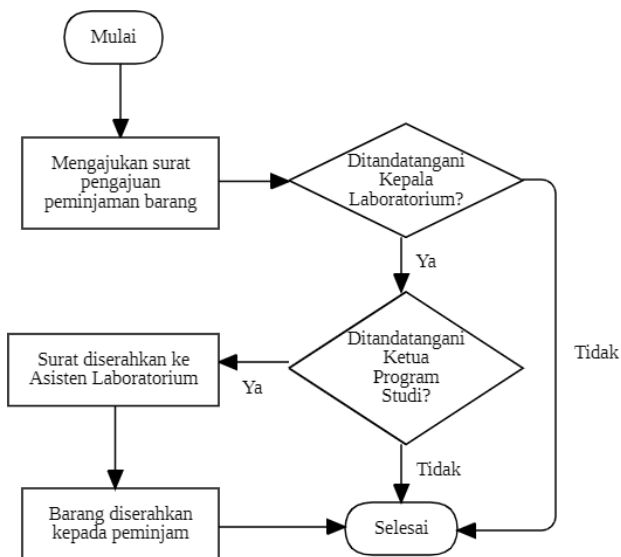 Mulai
Mengajukan surat
pengajuan
peminjaman barang
Ditandatangani
Kepala
Laboratorium?
Ya
Tidak
Ditandatangani
Ketua
Program
Studi?
Ya
Tidak
Surat diserahkan ke
Asisten Laboratorium
Barang diserahkan
kepada peminjam
Selesai